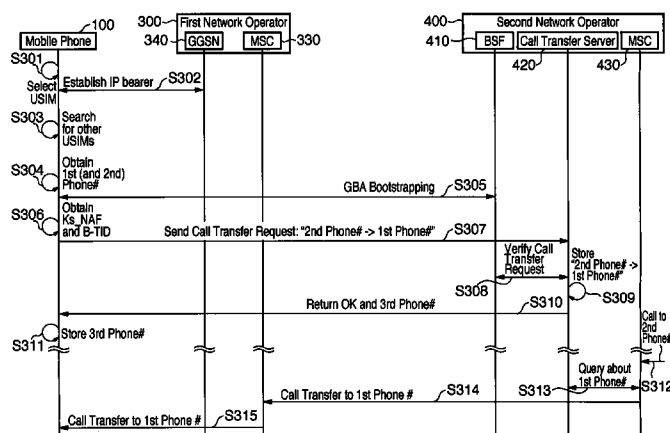 100
300
First Network Operator
400
Second Network Operator
Mobile Phone
340
GGSN
MSC
330
410
BSF
Call Transfer Server
MSC
420
430
S301
Select
USIM
Establish IP bearer
S302
S303
Search
for other
USIMs
S304
Obtain
1st (and 2nd)
Phone#
GBA Bootstrapping
S305
S306
Obtain
Ks_NAF
and B-TID
Send Call Transfer Request: "2nd Phone# -> 1st Phone#"
S307
Verify Call
Transfer
Request
S308
Store
"2nd Phone# ->
1st Phone#"
S309
Return OK and 3rd Phone#
S310
S311
Store 3rd Phone#
Call to
2nd
Phone#
S312
Query about
1st Phone#
S313
Call Transfer to 1st Phone #
S314
Call Transfer to 1st Phone #
S315